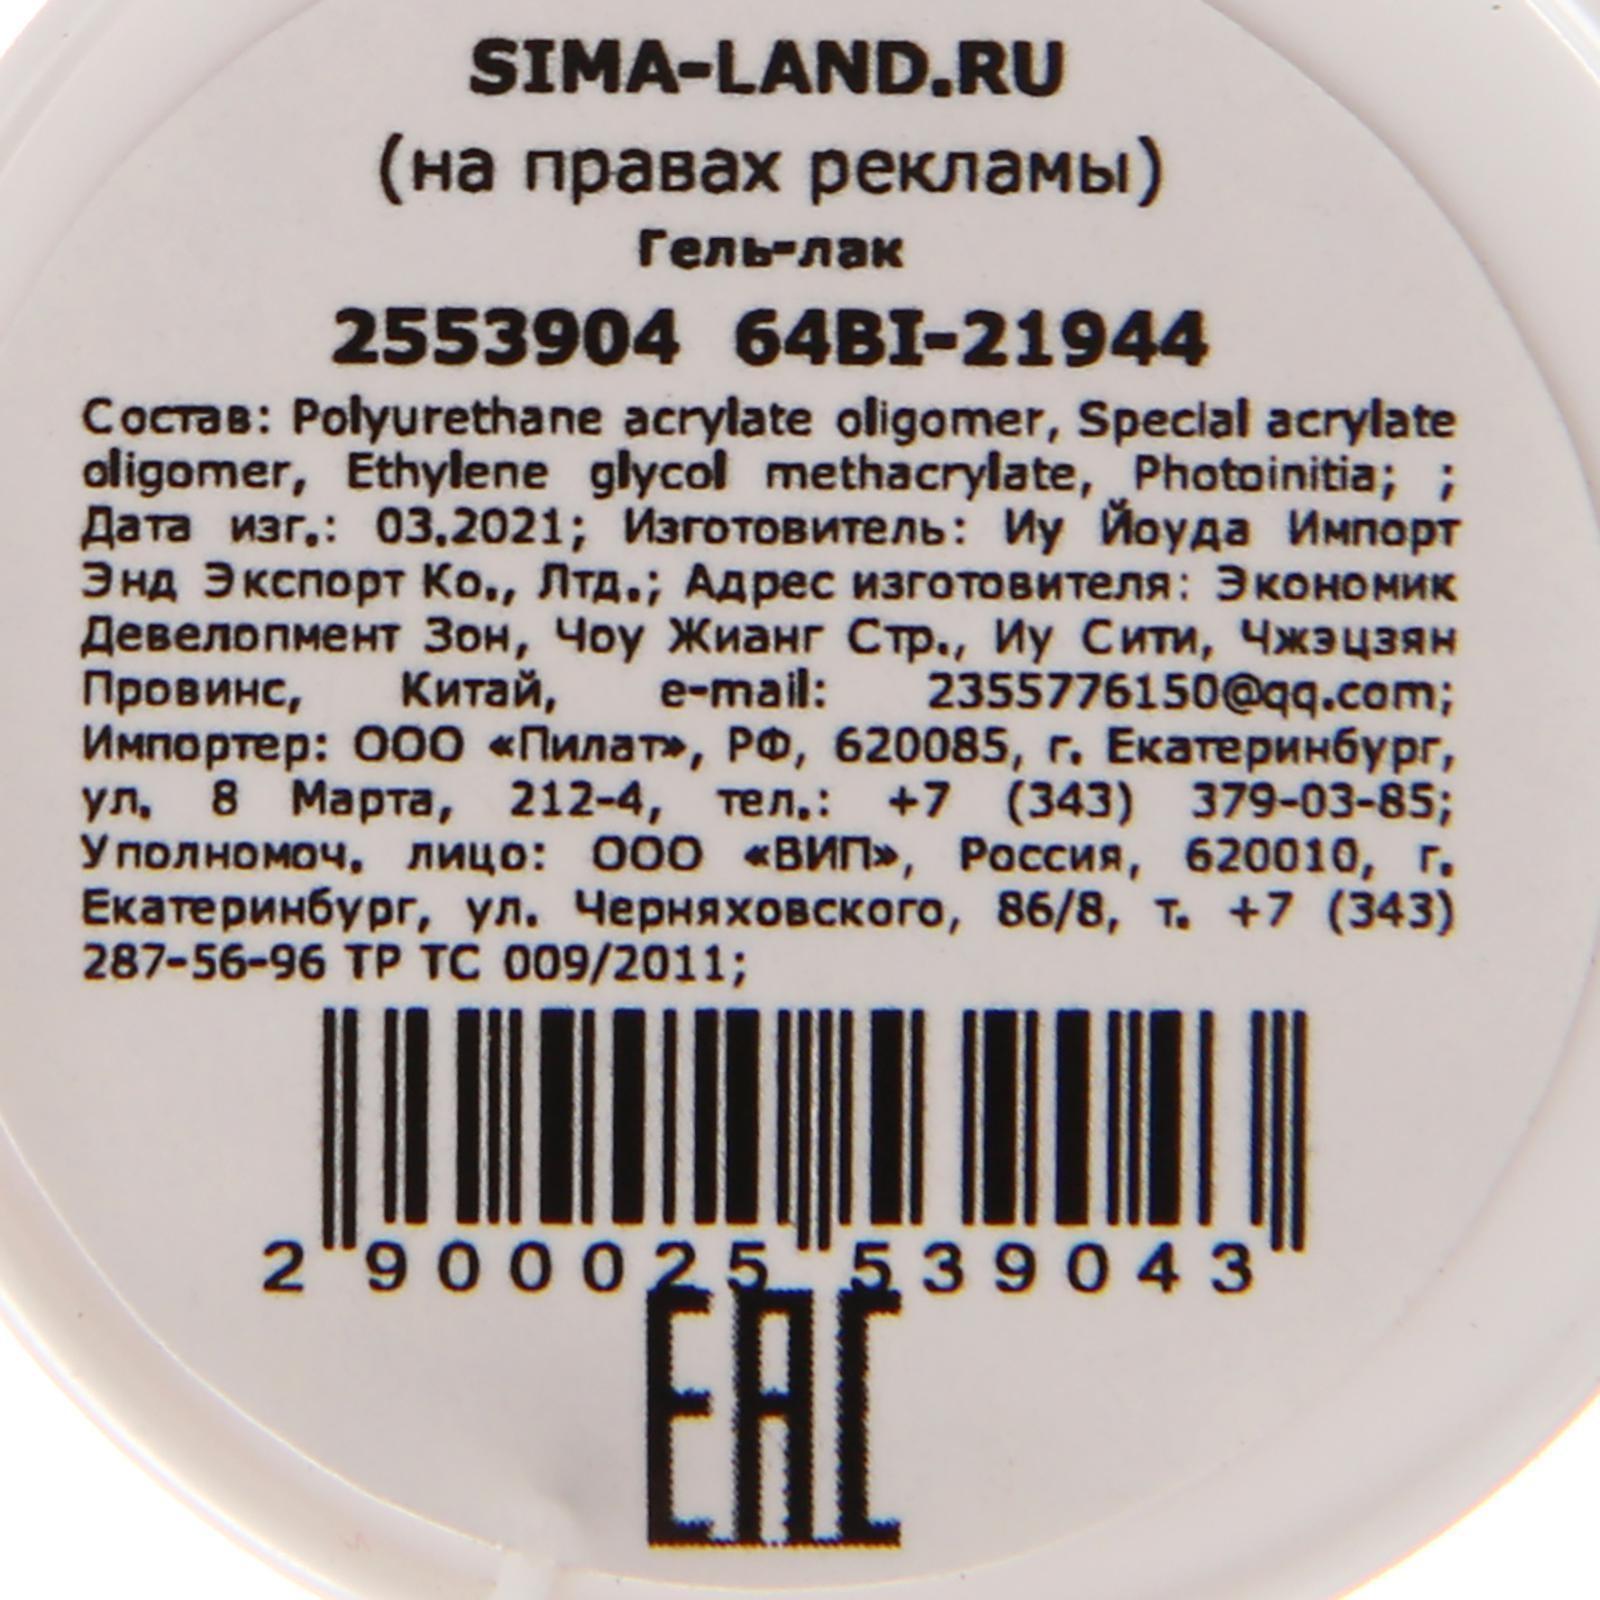 SIMA-LAND.RU
(на правах рекламы)
Гель-лак
2553904 64BI-21944
Состав: Polyurethane acrylate oligomer, Special acrylate
oligomer, Ethylene glycol methacrylate, Photoinitia; ;
Дата изг.: 03.2021; Изготовитель: Иу Йоуда Импорт
Энд Экспорт Ко., Лтд.; Адрес изготовителя: Экономик
Девелопмент Зон, Чоу Жианг Стр., Иу Сити, Чжэцзян
Провинс, Китай, e-mail: 2355776150@qq.com;
Импортер: ООО «Пилат», РФ, 620085, г. Екатеринбург,
ул. 8 Марта, 212-4, тел.: +7 (343) 379-03-85;
Уполномоч. лицо: ООО «ВИП», Россия, 620010, г.
Екатеринбург, ул. Черняховского, 86/8, т. +7 (343)
287-56-96 ТР ТС 009/2011;
2 900025 539043
EAC